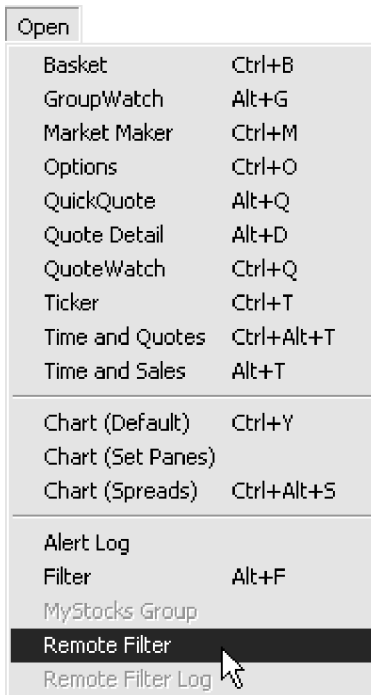 Open
Basket Ctrl+B
GroupWatch Alt+G
Market Maker Ctrl+M
Options Ctrl+O
QuickQuote Alt+Q
Quote Detail Alt+D
QuoteWatch Ctrl+Q
Ticker Ctrl+T
Time and Quotes Ctrl+Alt+T
Time and Sales Alt+T
Chart (Default) Ctrl+Y
Chart (Set Panes)
Chart (Spreads) Ctrl+Alt+S
Alert Log
Filter Alt+F
MyStocks Group
Remote Filter
Remote Filter Log